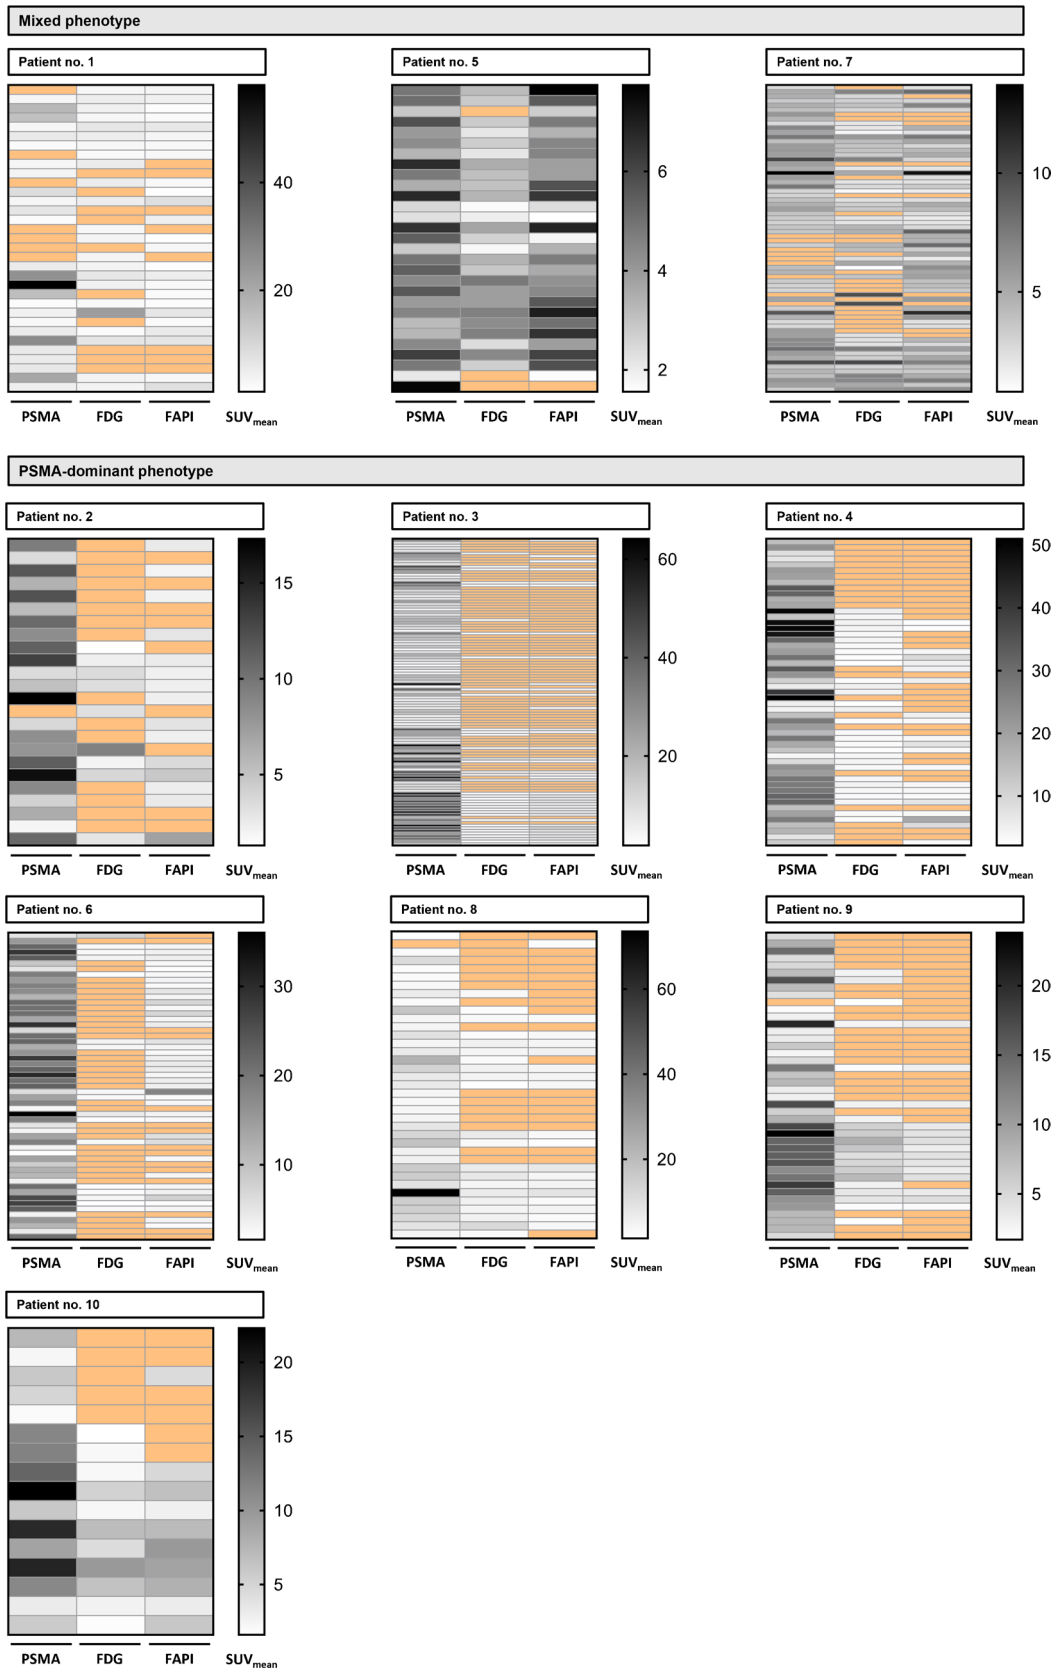 Mixed phenotype
Patient no. 1
Patient no. 5
Patient no. 7
40
20
6
4
2
10
5
PSMA FDG FAPI SUVmean
PSMA FDG FAPI SUVmean
PSMA FDG FAPI SUVmean
PSMA-dominant phenotype
Patient no. 2
Patient no. 3
Patient no. 4
15
10
5
60
40
20
50
40
30
20
10
PSMA FDG FAPI SUVmean
PSMA FDG FAPI SUVmean
PSMA FDG FAPI SUVmean
Patient no. 6
Patient no. 8
Patient no. 9
30
20
10
60
40
20
20
15
10
5
PSMA FDG FAPI SUVmean
PSMA FDG FAPI SUVmean
PSMA FDG FAPI SUVmean
Patient no. 10
20
15
10
5
PSMA FDG FAPI SUVmean